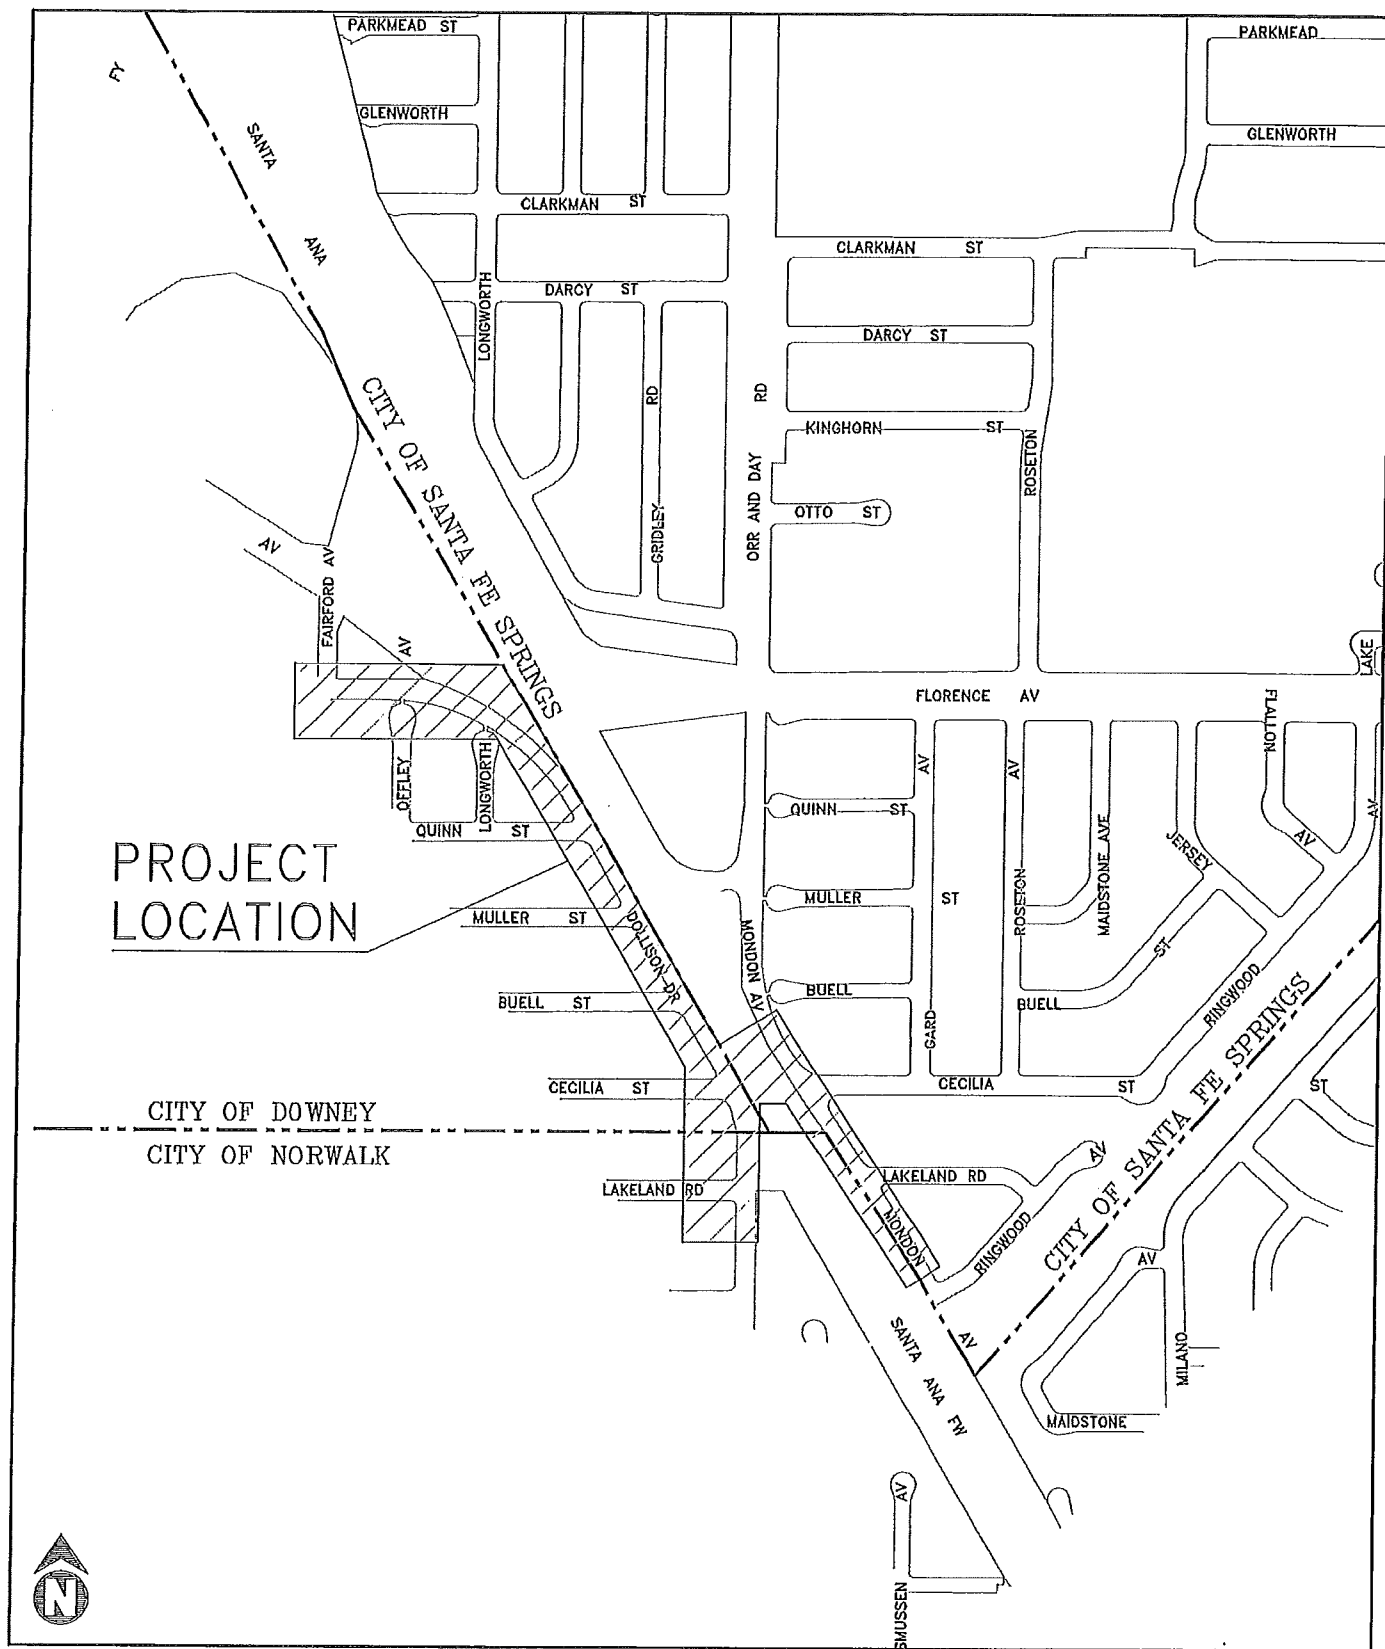 PARKMEAD ST
PARKMEAD
FY
SANTA
ANA
GLENWORTH
GLENWORTH
CLARKMAN ST
CLARKMAN ST
LONGWORTH
DARCY ST
DARCY ST
CITY OF SANTA FE SPRINGS
RD
RD
KINGHORN ST
ROSETON
ORR AND DAY
GRIDLEY
OTTO ST
AV
FAIRFORD AV
AV
LAKE
FLORENCE AV
FLALLON
AV
AV
OFFLEY
LONGWORTH
QUINN ST
QUINN ST
AV
AV
JERSEY
MAIDSTONE AVE
PROJECT
LOCATION
MULLER ST
MULLER
ST
ROSETON
DOLLISON DR
MONDON AV
ST
BUELL ST
BUELL
BUELL
RINGWOOD
GARD
CECILIA ST
CECILIA ST
ST
CITY OF SANTA FE SPRINGS
CITY OF DOWNEY
CITY OF NORWALK
LAKELAND RD
LAKELAND RD
AV
MONDON
RINGWOOD
AV
SANTA ANA FW
AV
MILANO
MAIDSTONE
AV
SMUSSEN
N